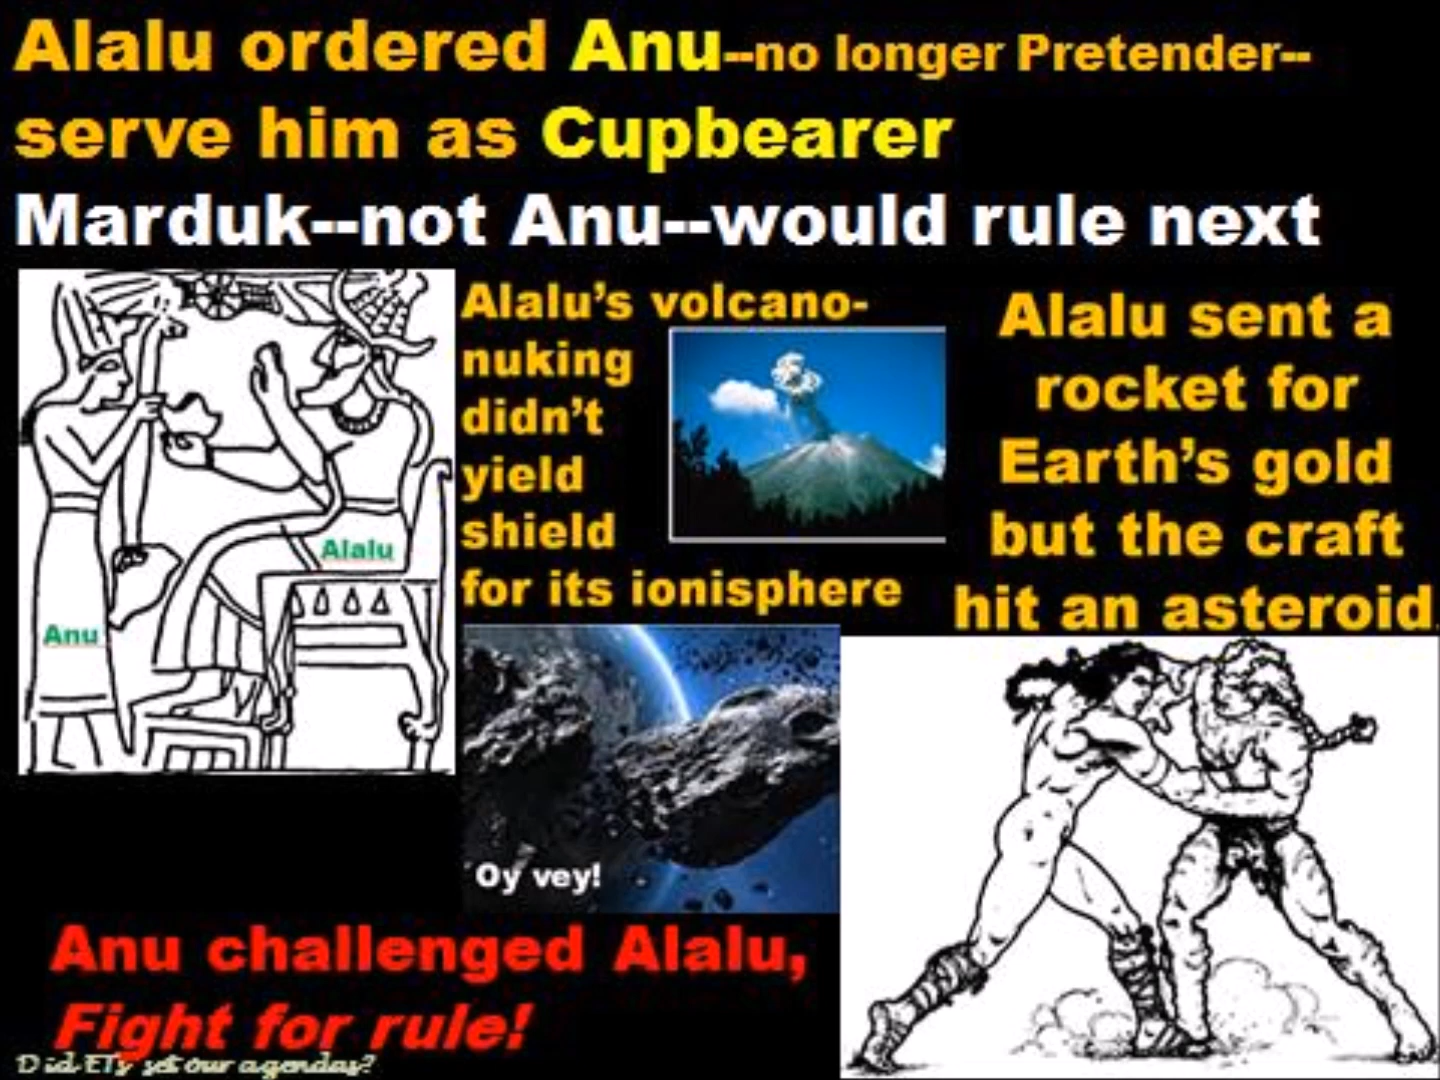 Alalu ordered Anu--no longer Pretender--
serve him as Cupbearer
Marduk--not Anu--would rule next
Alalu's volcano-
nuking
didn't
yield
shield
for its ionisphere
Alalu sent a
rocket for
Earth's gold
but the craft
hit an asteroid.
Alalu
Anu
Oy vey!
Anu challenged Alalu,
Fight for rule!
Did ETs set our agendas?